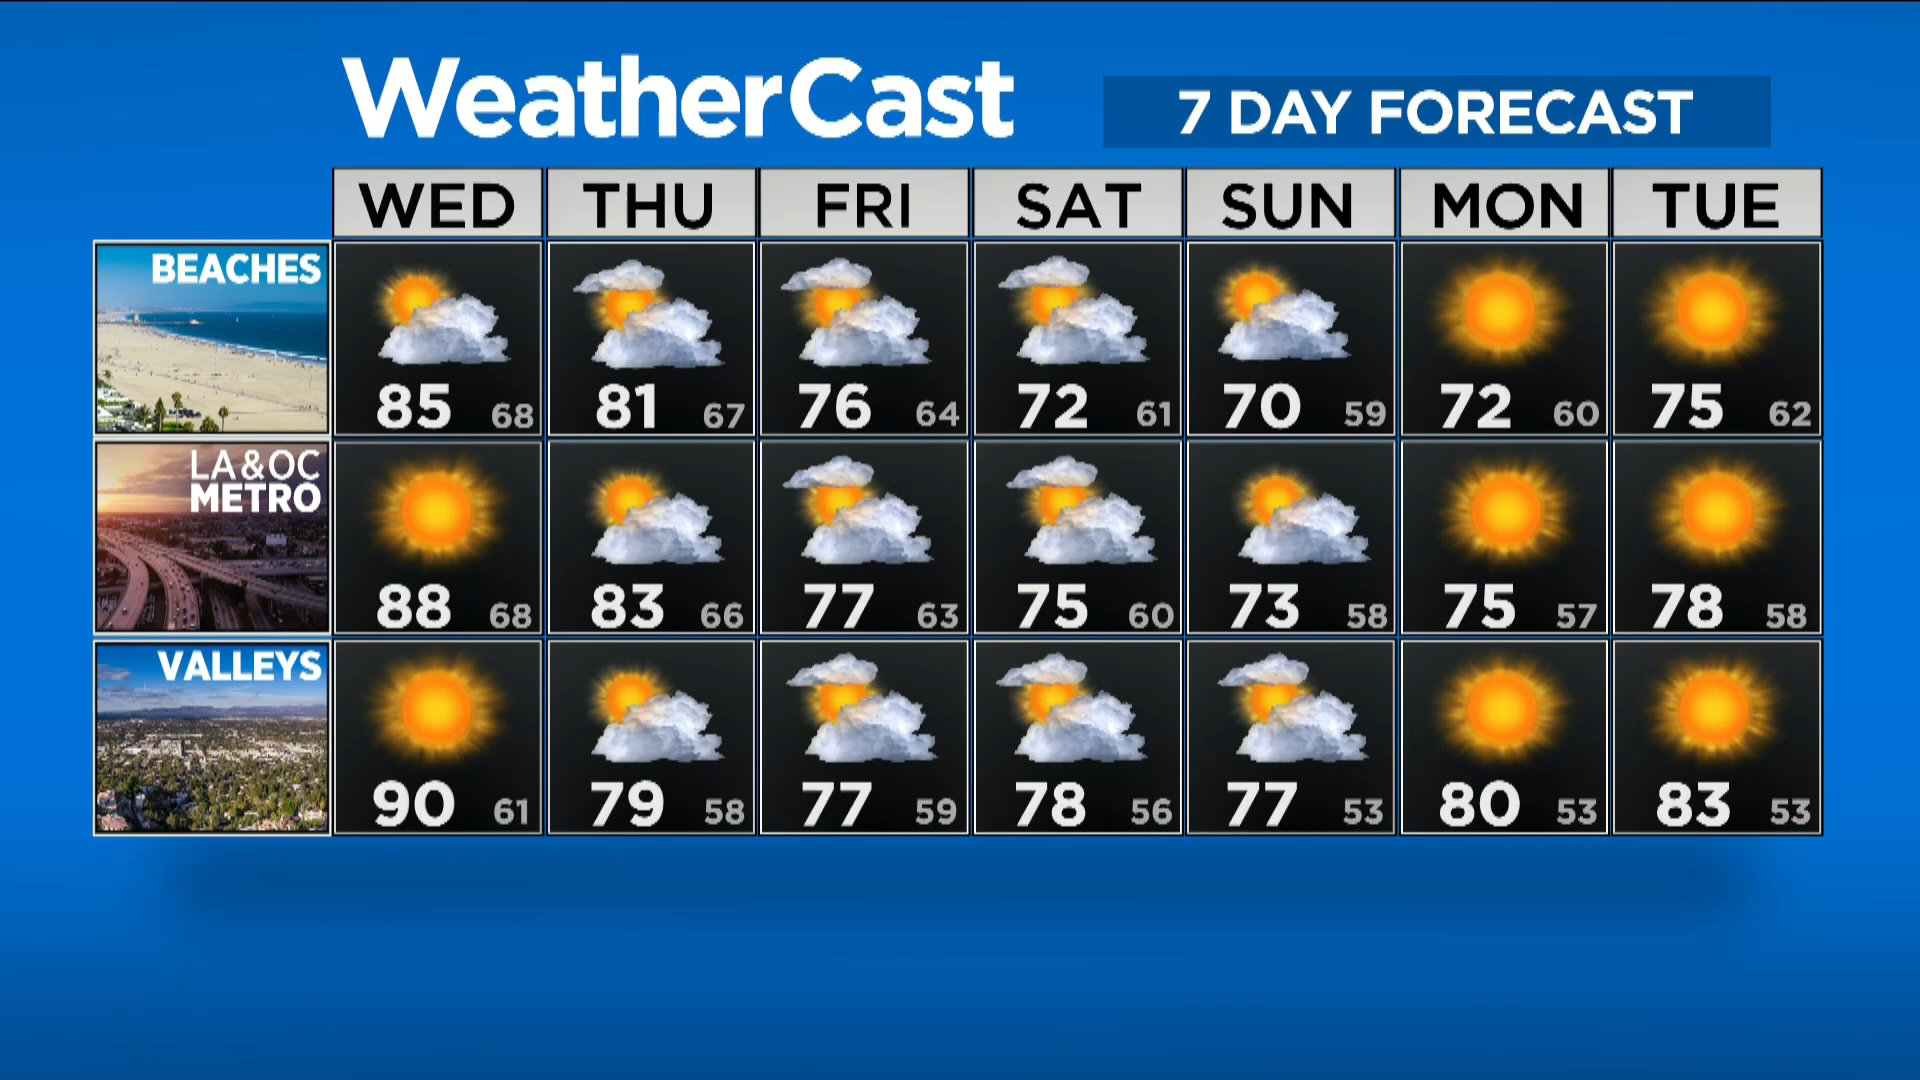 WeatherCast
7 DAY FORECAST
WED THU FRI SAT SUN MON TUE
BEACHES
85 68 81 67 76 64 72 61 70 59 72 60 75 62
LA&OC
METRO
88 68 83 66 77 63 75 60 73 58 75 57 78 58
VALLEYS
90 61 79 58 77 59 78 56 77 53 80 53 83 53